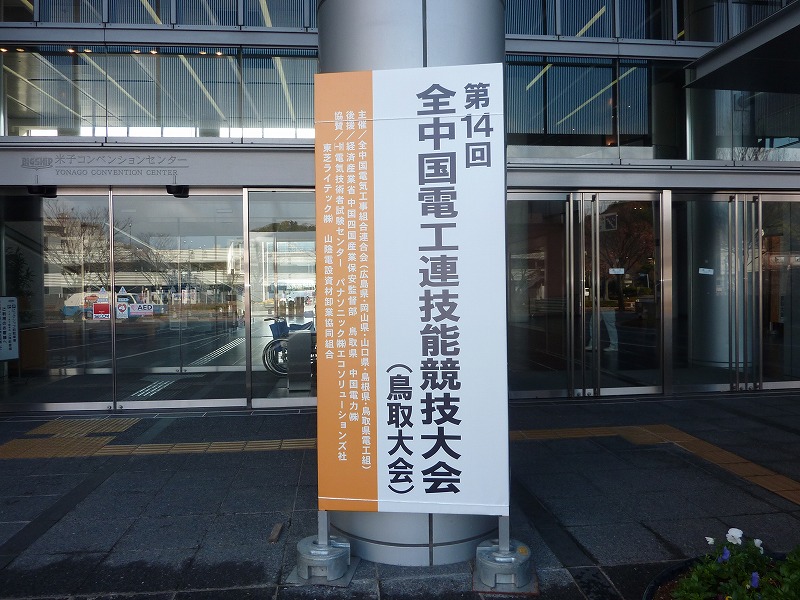 第14回
全中国電工連技能競技大会
(鳥取大会)
主催/全中国電気工事組合連合会(広島県・岡山県・山口県・島根県・鳥取県電工組)
後援/経済産業省中国四国産業保安監督部 鳥取県 中国電力㈱
協賛/(一財)電気技術者試験センター パナソニック㈱エコソリューションズ社
東芝ライテック㈱ 山陰電設資材卸業協同組合
BiGSHiP 米子コンベンションセンター
YONAGO CONVENTION CENTER
AED